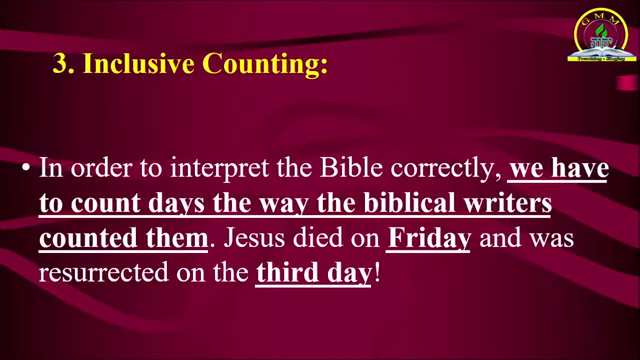 GMM
3. Inclusive Counting:
• In order to interpret the Bible correctly, we have
to count days the way the biblical writers
counted them. Jesus died on Friday and was
resurrected on the third day!